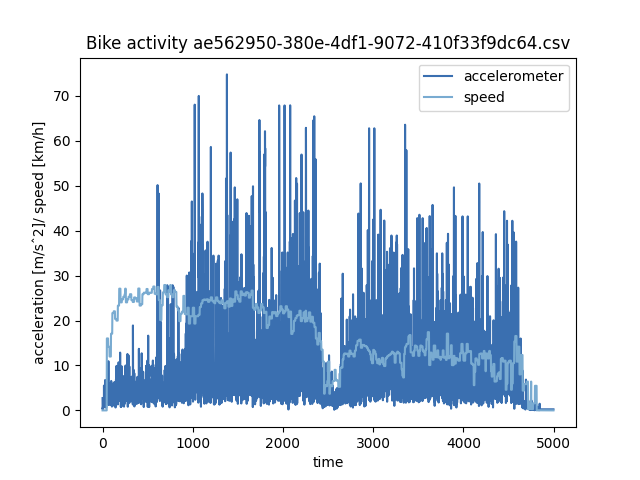 Bike activity ae562950-380e-4df1-9072-410f33f9dc64.csv
accelerometer
speed
acceleration [m/s^2]/ speed [km/h]
70
60
50
40
30
20
10
0
0 1000 2000 3000 4000 5000
time